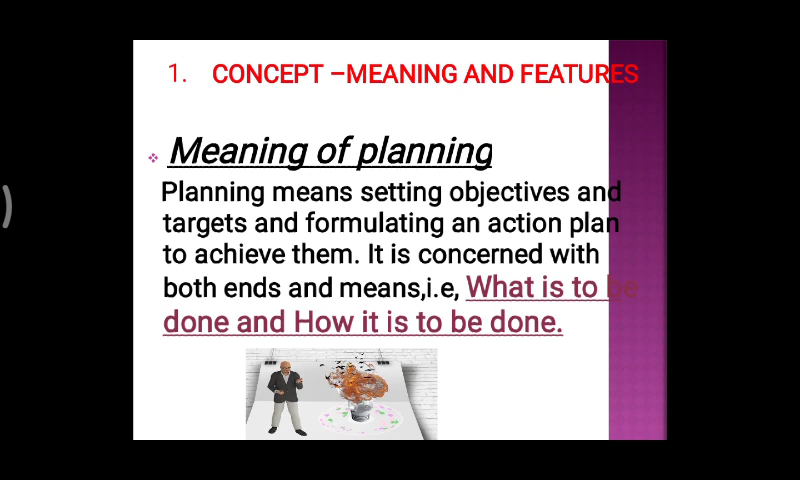 1. CONCEPT –MEANING AND FEATURES
Meaning of planning
Planning means setting objectives and
targets and formulating an action plan
to achieve them. It is concerned with
both ends and means,i.e, What is to be
done and How it is to be done.